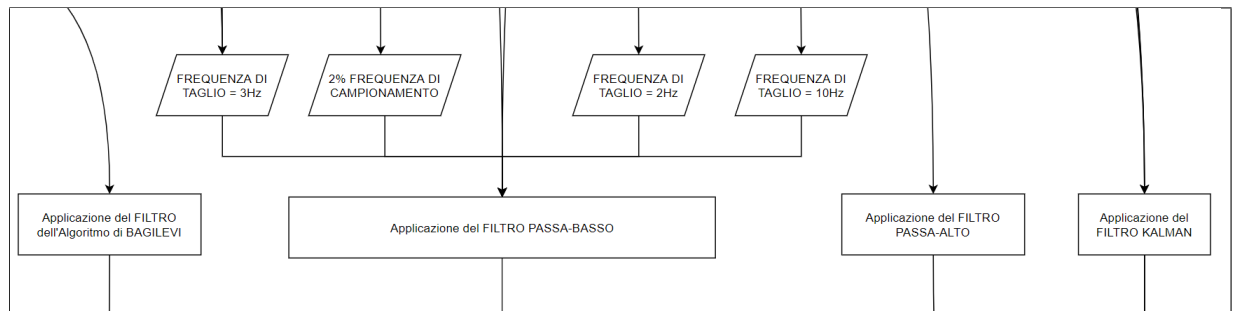 FREQUENZA DI
TAGLIO = 3Hz
2% FREQUENZA DI
CAMPIONAMENTO
FREQUENZA DI
TAGLIO = 2Hz
FREQUENZA DI
TAGLIO = 10Hz
Applicazione del FILTRO
dell'Algoritmo di BAGILEVI
Applicazione del FILTRO PASSA-BASSO
Applicazione del FILTRO
PASSA-ALTO
Applicazione del
FILTRO KALMAN